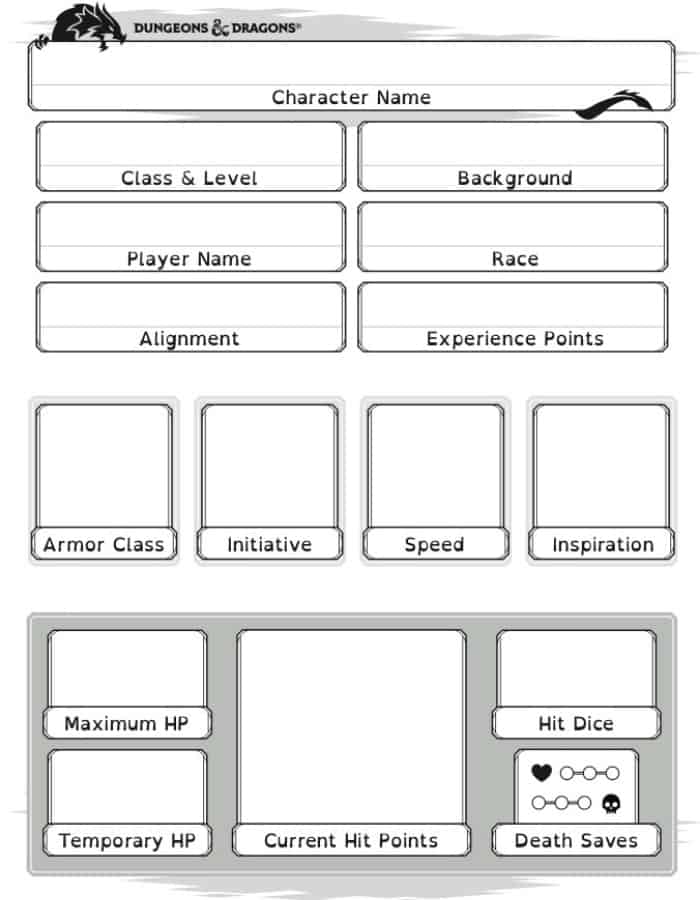 DUNGEONS & DRAGONS®
Character Name
Class & Level
Background
Player Name
Race
Alignment
Experience Points
Armor Class
Initiative
Speed
Inspiration
Maximum HP
Hit Dice
Temporary HP
Current Hit Points
Death Saves